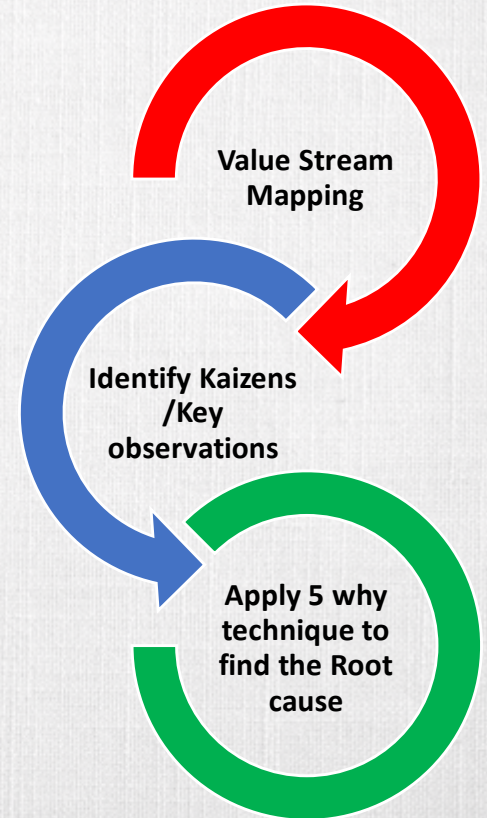 Value Stream
Mapping
Identify Kaizens
/Key
observations
Apply 5 why
technique to
find the Root
cause